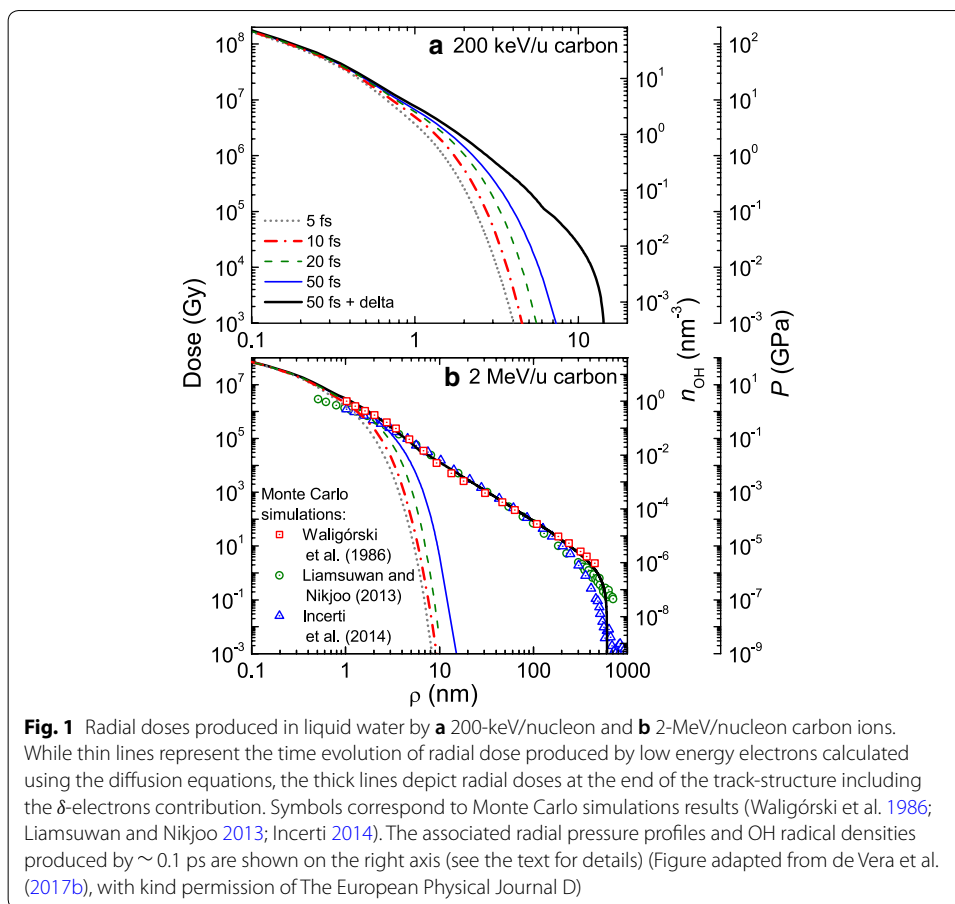 a 200 keV/u carbon
10^8
10^7
10^6
10^5
10^4
10^3
5 fs
10 fs
20 fs
50 fs
50 fs + delta
0.1 1 10
10^1
10^0
10^-1
10^-2
10^-3
10^2
10^1
10^0
10^-1
10^-2
10^-3
Dose (Gy)
n_OH (nm^-3)
P (GPa)
b 2 MeV/u carbon
10^7
10^5
10^3
10^1
10^-1
10^-3
Monte Carlo
simulations:
Waligórski
et al. (1986)
Liamsuwan and
Nikjoo (2013)
Incerti
et al. (2014)
0.1 1 10 100 1000
10^0
10^-2
10^-4
10^-6
10^-8
10^1
10^-1
10^-3
10^-5
10^-7
10^-9
ρ (nm)
Fig. 1 Radial doses produced in liquid water by a 200-keV/nucleon and b 2-MeV/nucleon carbon ions.
While thin lines represent the time evolution of radial dose produced by low energy electrons calculated
using the diffusion equations, the thick lines depict radial doses at the end of the track-structure including
the δ-electrons contribution. Symbols correspond to Monte Carlo simulations results (Waligórski et al. 1986;
Liamsuwan and Nikjoo 2013; Incerti 2014). The associated radial pressure profiles and OH radical densities
produced by ~ 0.1 ps are shown on the right axis (see the text for details) (Figure adapted from de Vera et al.
(2017b), with kind permission of The European Physical Journal D)